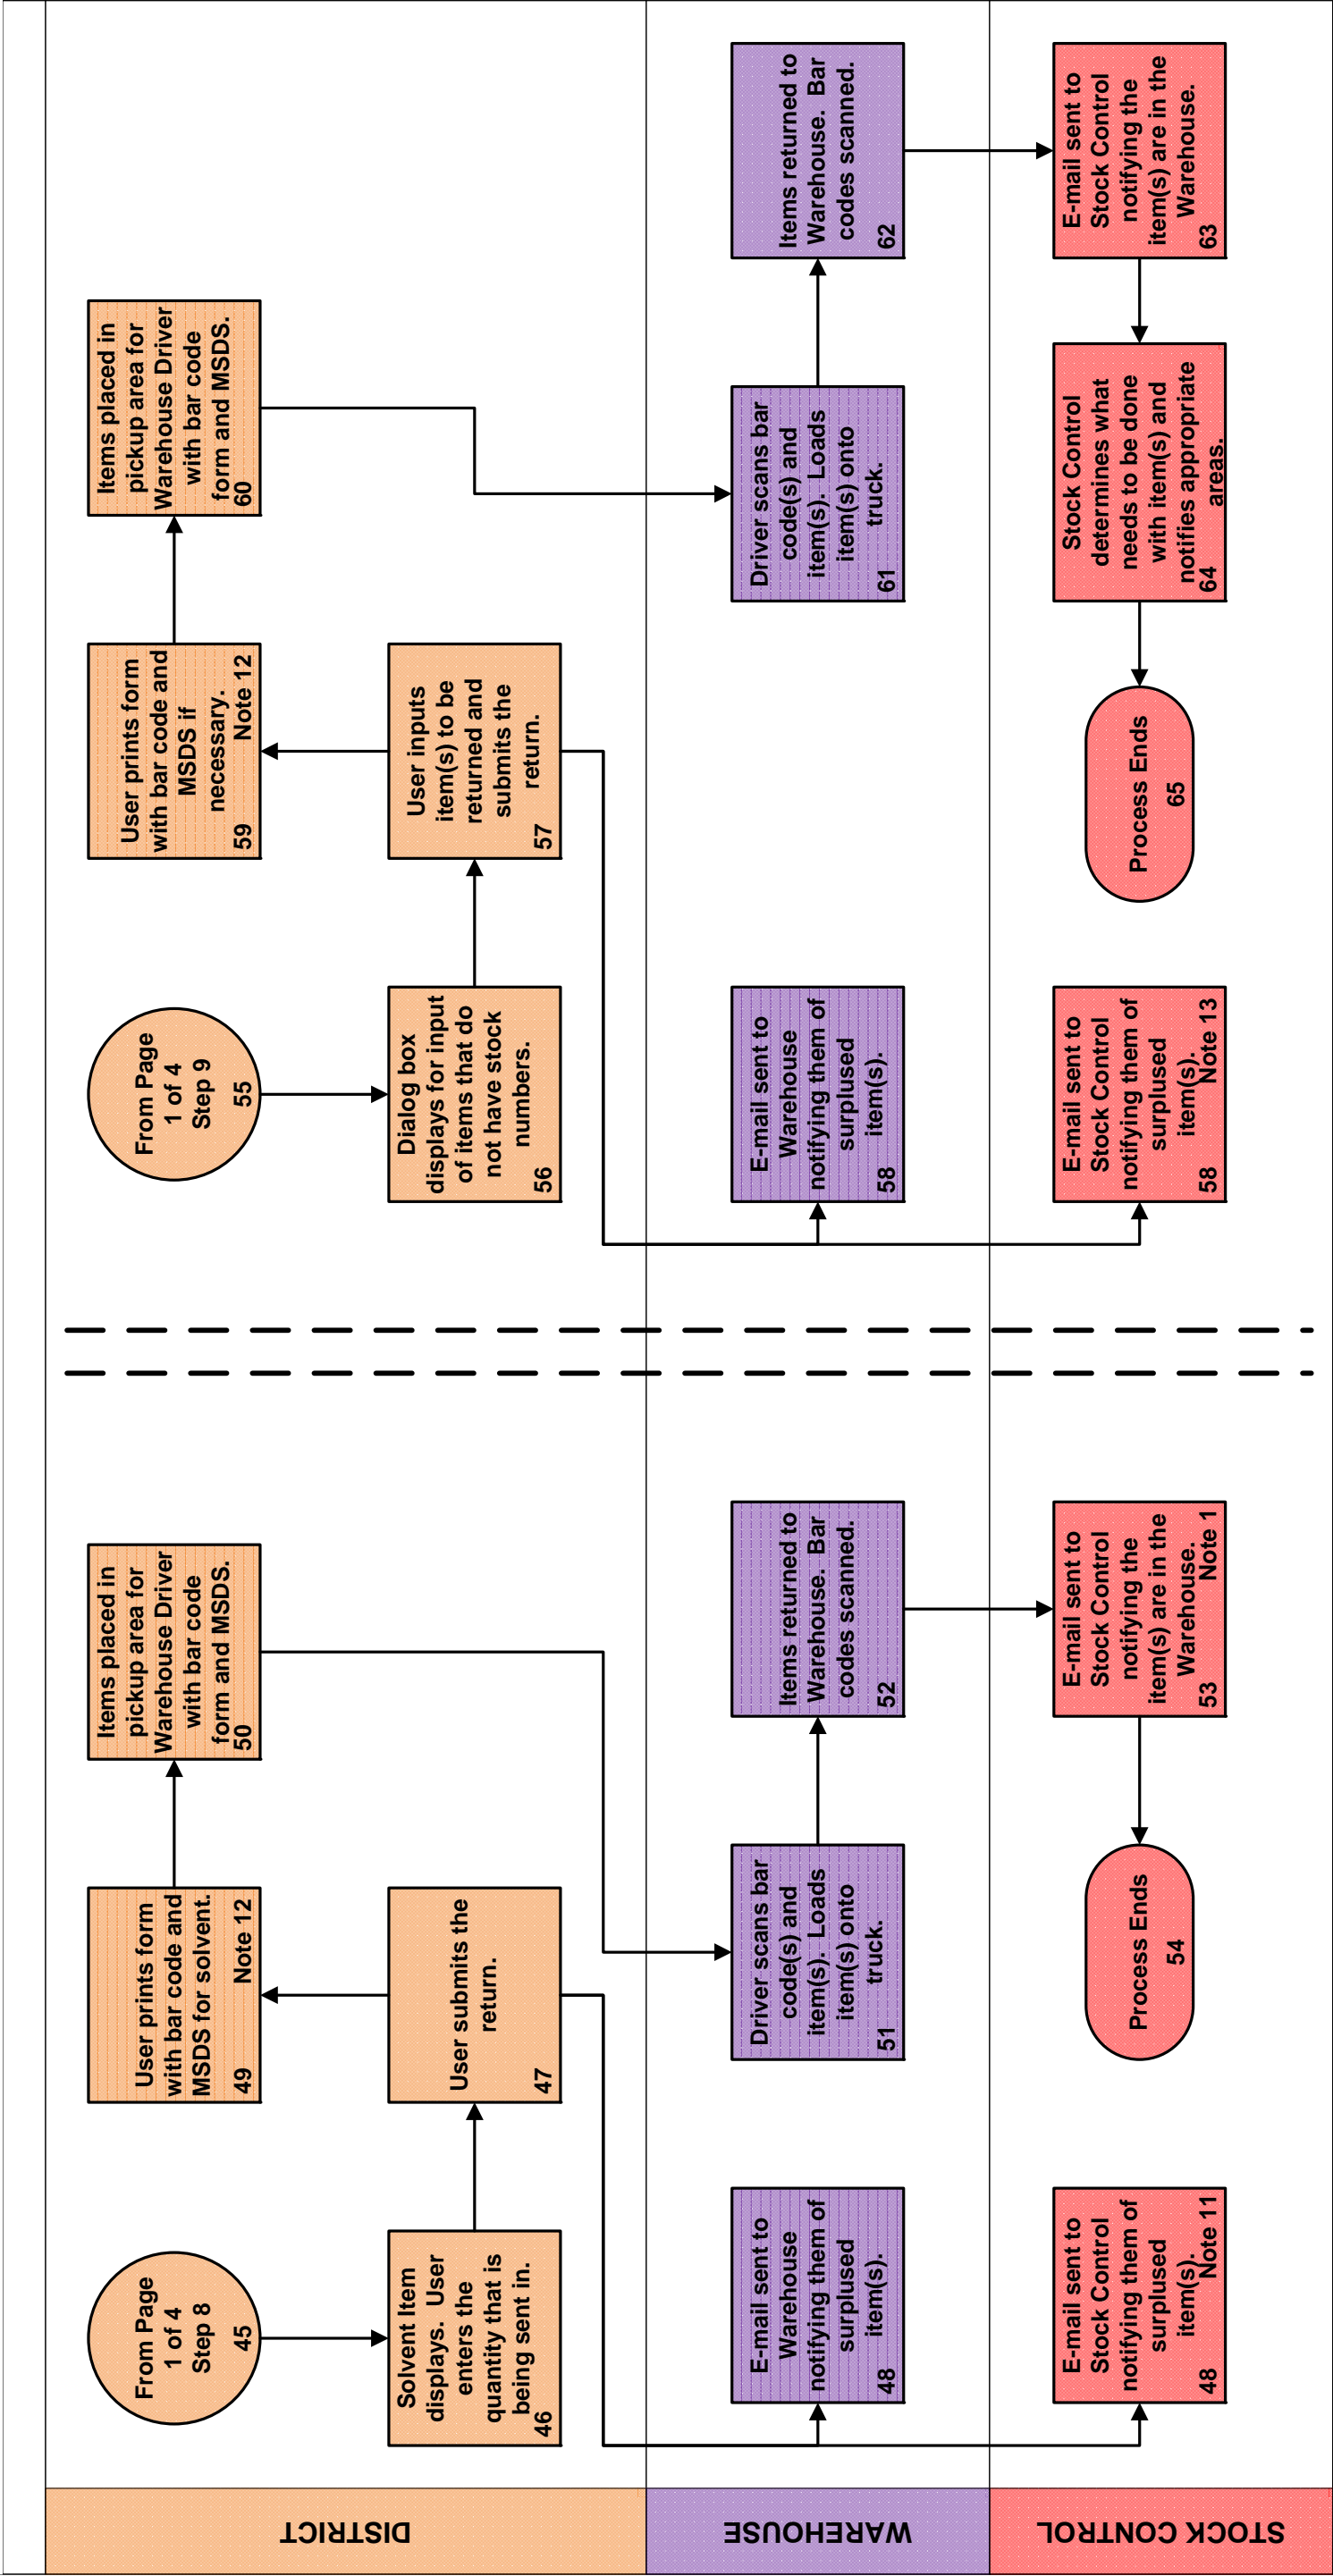 DISTRICT
From Page
1 of 4
Step 8
45
Solvent Item
displays.  User
enters the
quantity that is
being sent in.
46
User submits the
return.
47
User prints form
with bar code and
MSDS for solvent.
49 Note 12
Items placed in
pickup area for
Warehouse Driver
with bar code
form and MSDS.
50
From Page
1 of 4
Step 9
55
Dialog box
displays for input
of items that do
not have stock
numbers.
56
User inputs
item(s) to be
returned and
submits the
return.
57
User prints form
with bar code and
MSDS if
necessary.
59 Note 12
Items placed in
pickup area for
Warehouse Driver
with bar code
form and MSDS.
60
WAREHOUSE
E-mail sent to
Warehouse
notifying them of
surplused
item(s).
48
Driver scans bar
code(s) and
item(s). Loads
item(s) onto
truck.
51
Items returned to
Warehouse.  Bar
codes scanned.
52
E-mail sent to
Warehouse
notifying them of
surplused
item(s).
58
Driver scans bar
code(s) and
item(s). Loads
item(s) onto
truck.
61
Items returned to
Warehouse.  Bar
codes scanned.
62
STOCK CONTROL
E-mail sent to
Stock Control
notifying them of
surplused
item(s).
48 Note 11
Process Ends
54
E-mail sent to
Stock Control
notifying the
item(s) are in the
Warehouse.
53 Note 1
E-mail sent to
Stock Control
notifying them of
surplused
item(s).
58 Note 13
Process Ends
65
Stock Control
determines what
needs to be done
with item(s) and
notifies appropriate
areas.
64
E-mail sent to
Stock Control
notifying the
item(s) are in the
Warehouse.
63